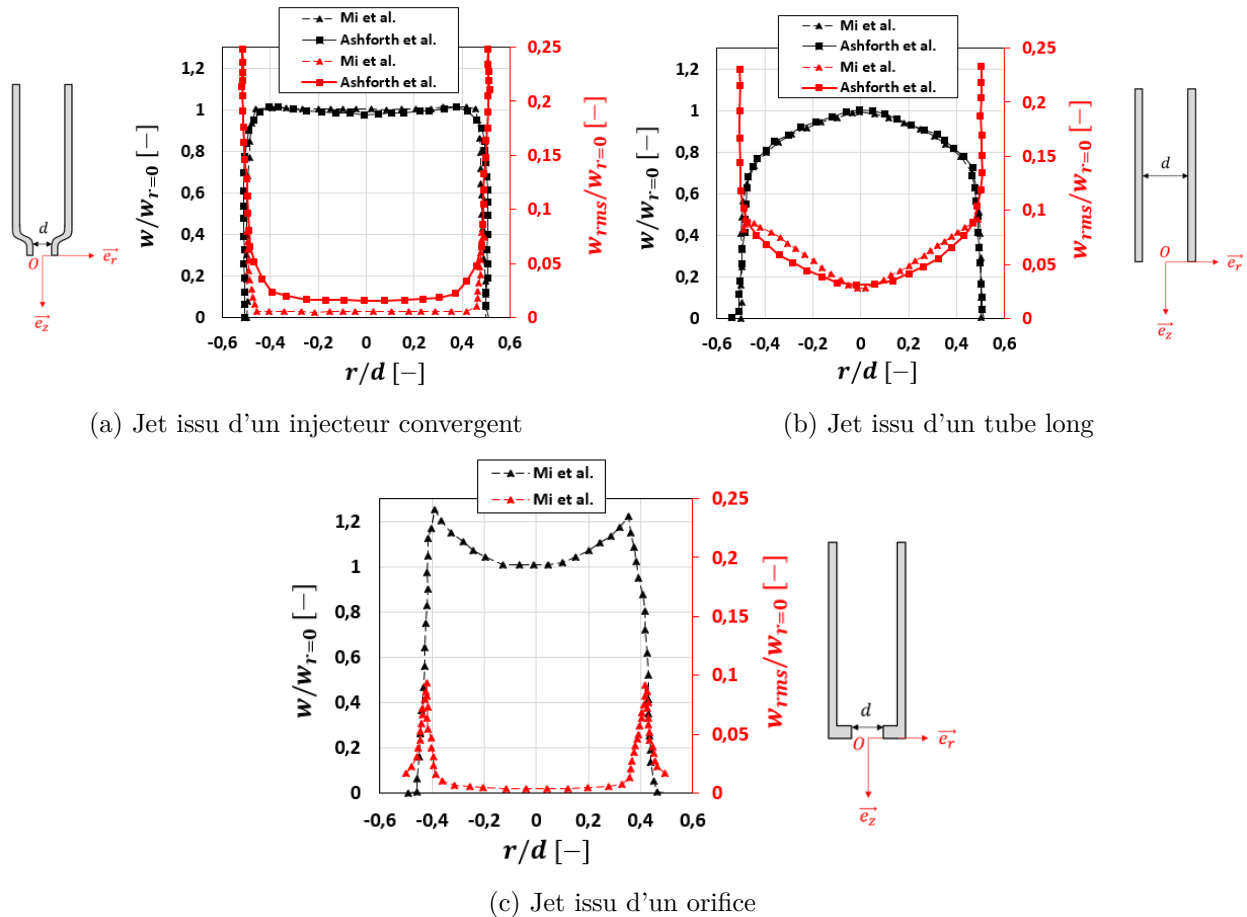 Mi et al.
Ashforth et al.
Mi et al.
Ashforth et al.
w/w_{r=0} [−]
1,2
1
0,8
0,6
0,4
0,2
0
0,25
0,2
0,15
0,1
0,05
0
w_{rms}/w_{r=0} [−]
-0,6 -0,4 -0,2 0 0,2 0,4 0,6
r/d [−]
d
O
e_r
e_z
(a) Jet issu d'un injecteur convergent
Mi et al.
Ashforth et al.
Mi et al.
Ashforth et al.
w/w_{r=0} [−]
1,2
1
0,8
0,6
0,4
0,2
0
0,25
0,2
0,15
0,1
0,05
0
w_{rms}/w_{r=0} [−]
-0,6 -0,4 -0,2 0 0,2 0,4 0,6
r/d [−]
d
O
e_r
e_z
(b) Jet issu d'un tube long
Mi et al.
Mi et al.
w/w_{r=0} [−]
1,2
1
0,8
0,6
0,4
0,2
0
0,25
0,2
0,15
0,1
0,05
0
w_{rms}/w_{r=0} [−]
-0,6 -0,4 -0,2 0 0,2 0,4 0,6
r/d [−]
d
O
e_r
e_z
(c) Jet issu d'un orifice